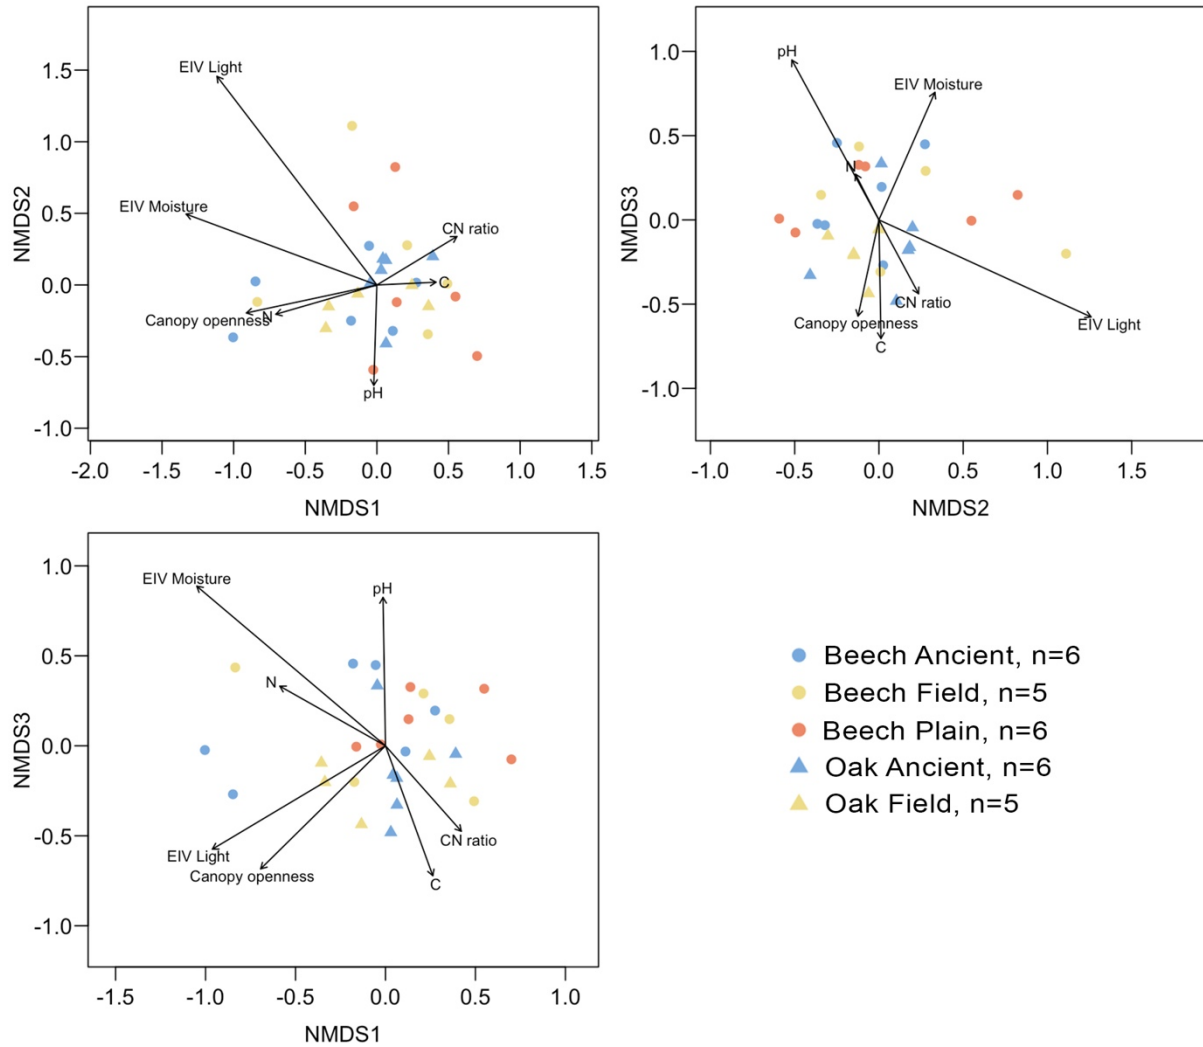 1.5
1.0
0.5
0.0
-0.5
-1.0
NMDS2
EIV Light
EIV Moisture
CN ratio
C
Canopy openness
N
pH
-2.0 -1.0 -0.5 0.0 0.5 1.0 1.5
NMDS1
1.0
0.5
0.0
-0.5
-1.0
NMDS3
pH
EIV Moisture
N
CN ratio
Canopy openness
EIV Light
C
-1.0 -0.5 0.0 0.5 1.0 1.5
NMDS2
1.0
0.5
0.0
-0.5
-1.0
NMDS3
EIV Moisture
pH
N
CN ratio
EIV Light
Canopy openness
C
-1.5 -1.0 -0.5 0.0 0.5 1.0
NMDS1
Beech Ancient, n=6
Beech Field, n=5
Beech Plain, n=6
Oak Ancient, n=6
Oak Field, n=5